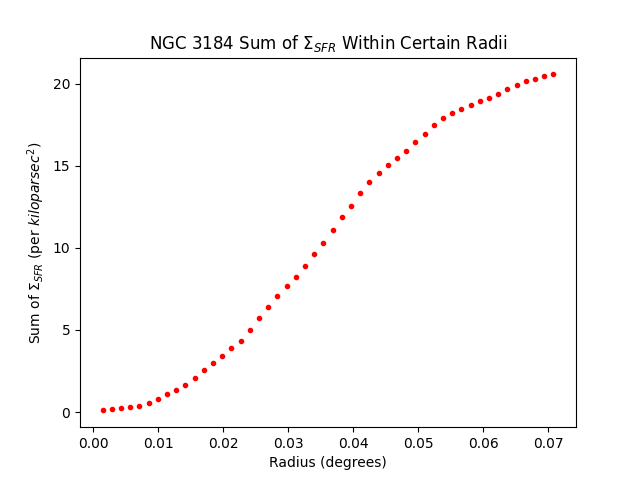 NGC 3184 Sum of Σ_SFR Within Certain Radii
Sum of Σ_SFR (per kiloparsec²)
20
15
10
5
0
0.00 0.01 0.02 0.03 0.04 0.05 0.06 0.07
Radius (degrees)